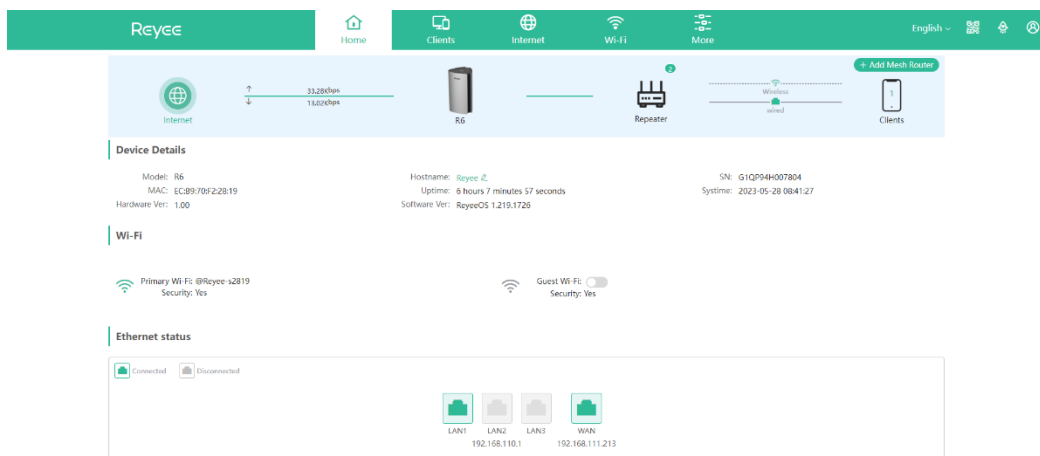 Reyee
Home
Clients
Internet
Wi-Fi
More
English
+ Add Mesh Router
2
↑ 33.28kbps
↓ 13.02kbps
Wireless
wired
1
Internet
R6
Repeater
Clients
Device Details
Model: R6
Hostname: Reyee
SN: G1QP94H007804
MAC: EC:B9:70:F2:28:19
Uptime: 6 hours 7 minutes 57 seconds
Systime: 2023-05-28 08:41:27
Hardware Ver: 1.00
Software Ver: ReyeeOS 1.219.1726
Wi-Fi
Primary Wi-Fi: @Reyee-s2819
Security: Yes
Guest Wi-Fi:
Security: Yes
Ethernet status
Connected
Disconnected
LAN1 LAN2 LAN3 WAN
192.168.110.1 192.168.111.213